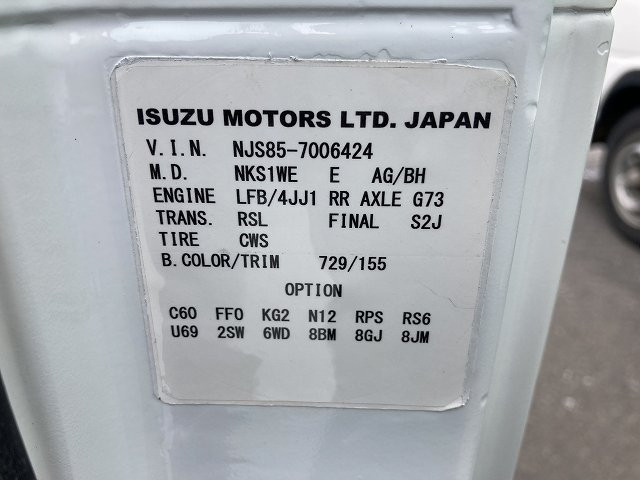 ISUZU MOTORS LTD. JAPAN
V.I.N. NJS85-7006424
M.D. NKS1WE E AG/BH
ENGINE LFB/4JJ1 RR AXLE G73
TRANS. RSL FINAL S2J
TIRE CWS
B.COLOR/TRIM 729/155
OPTION
C60 FF0 KG2 N12 RPS RS6
U69 2SW 6WD 8BM 8GJ 8JM